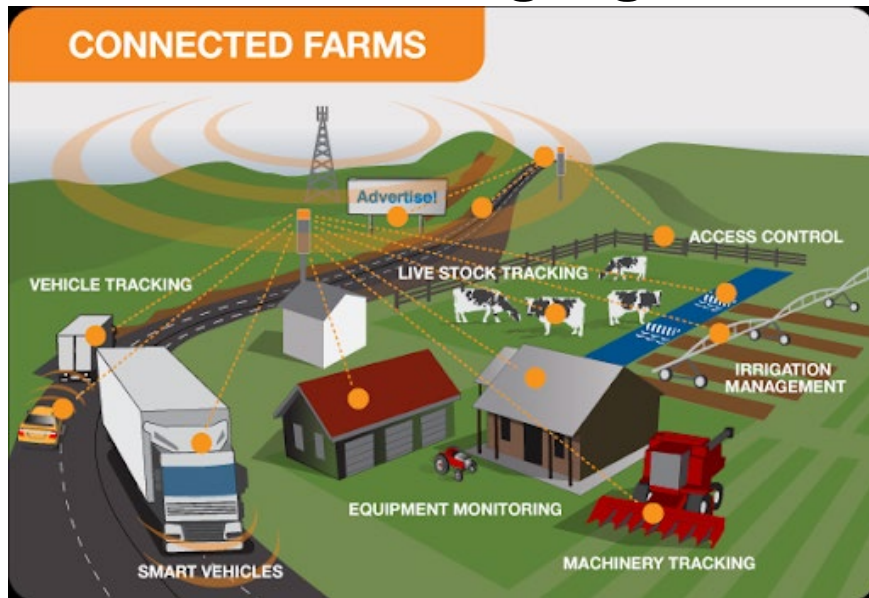 CONNECTED FARMS
Advertise!
ACCESS CONTROL
LIVE STOCK TRACKING
VEHICLE TRACKING
IRRIGATION
MANAGEMENT
EQUIPMENT MONITORING
MACHINERY TRACKING
SMART VEHICLES